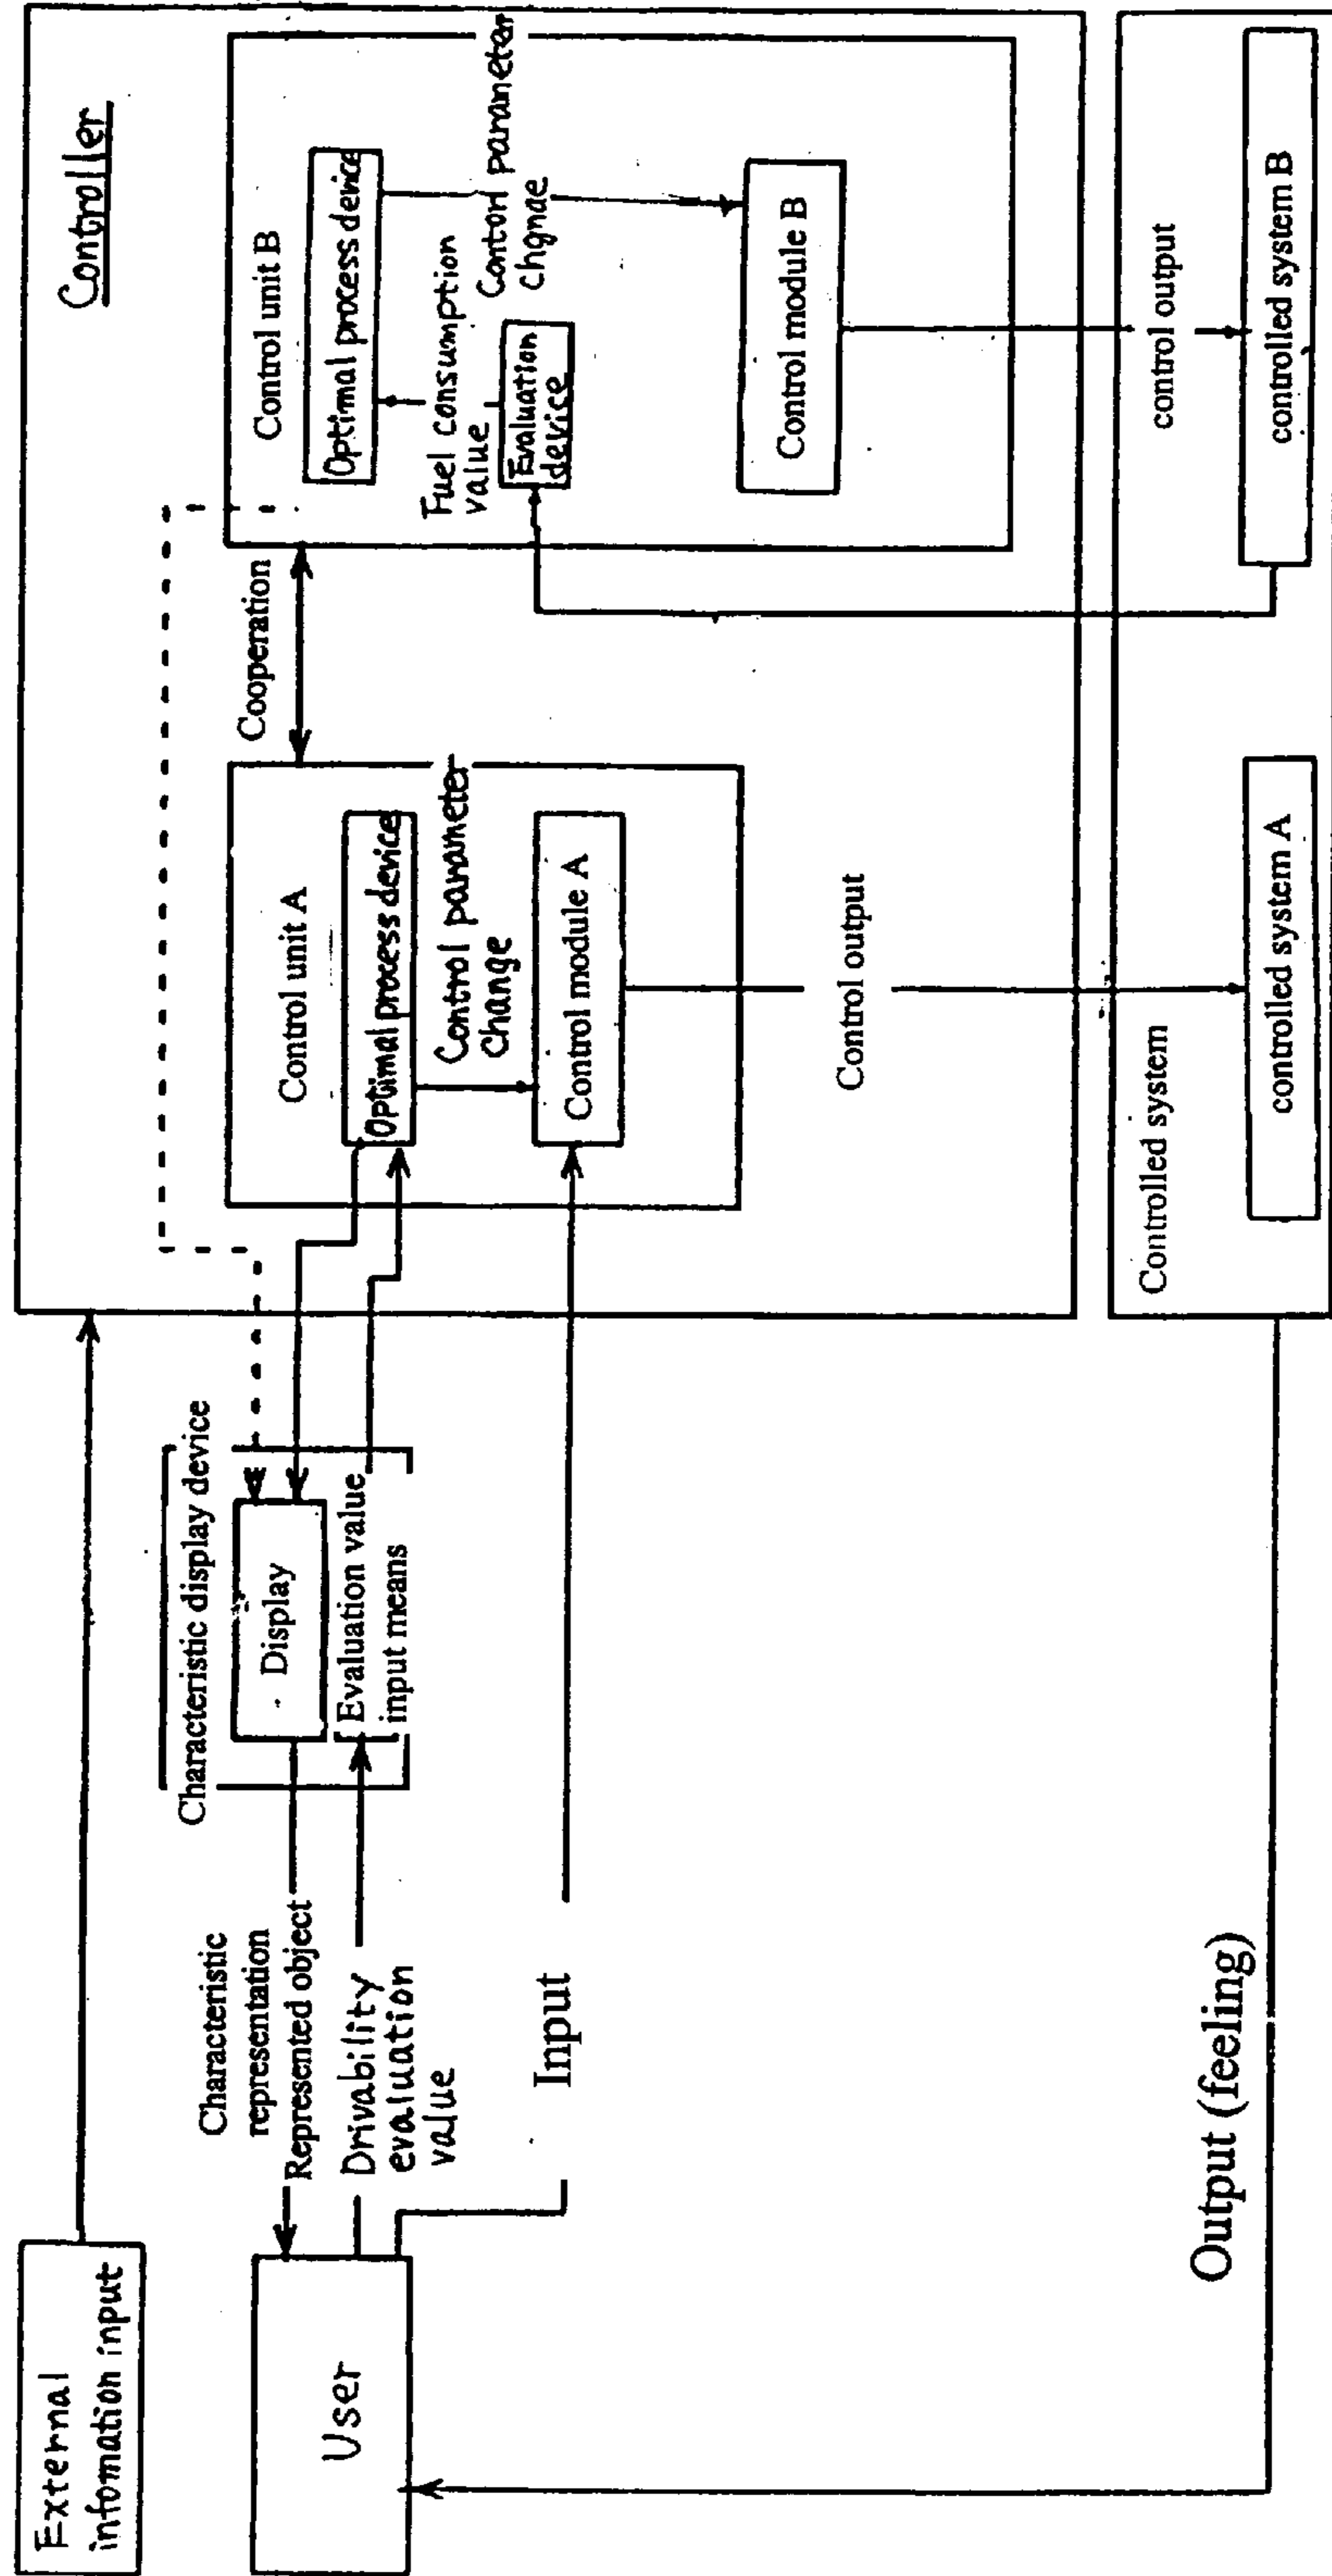 External
infomation input
User
Characteristic
representation
Represented object
Drivability
evaluation
value
Input
Output (feeling)
Characteristic display device
Display
Evaluation value
input means
Controller
Control unit A
Optimal process device
Control parameter
change
Control module A
Control output
Cooperation
Control unit B
Optimal process device
Fuel consumption
value
Evaluation
device
Contorl parameter
chgnae
Control module B
control output
Controlled system
controlled system A
controlled system B